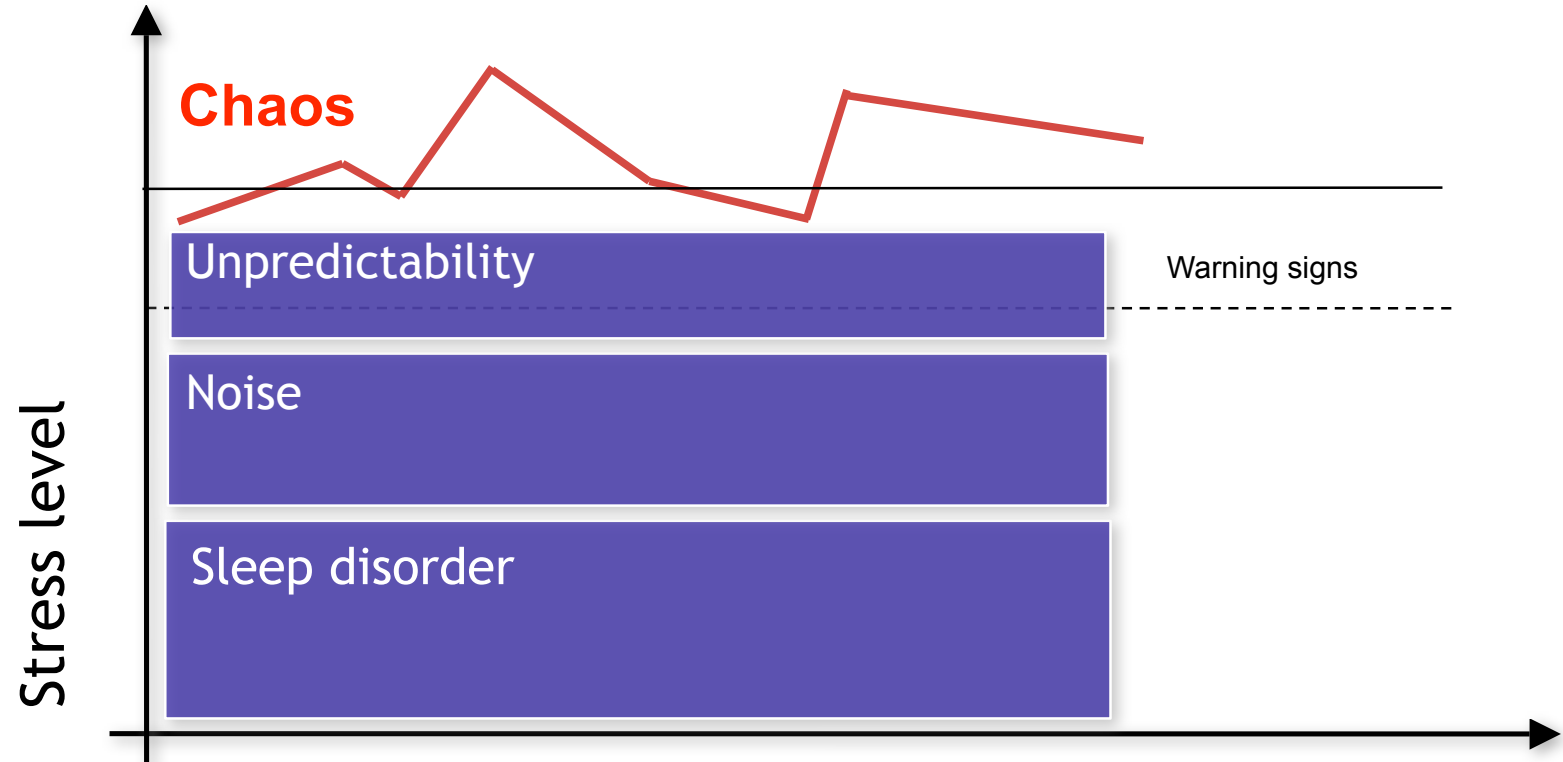 Chaos
Unpredictability
Warning signs
Noise
Sleep disorder
Stress level